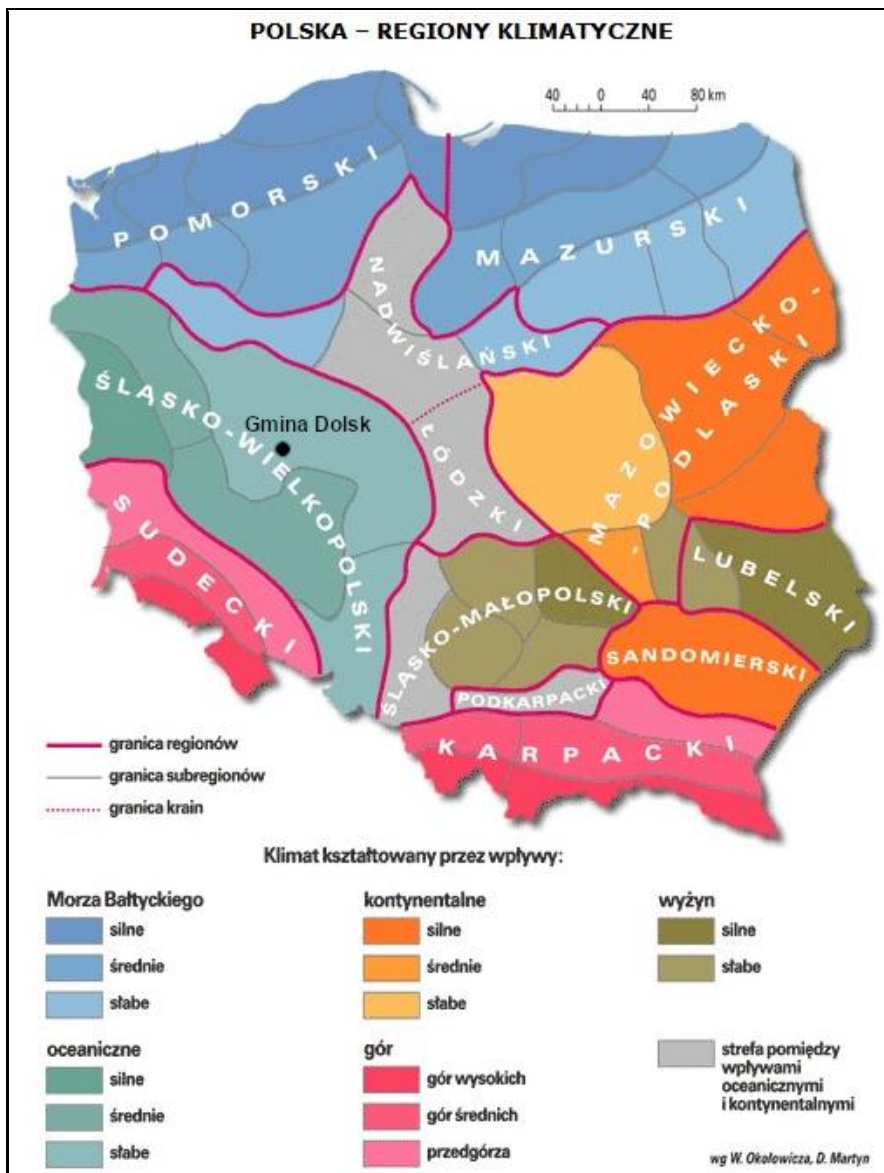 POLSKA – REGIONY KLIMATYCZNE
40 0 40 80 km
POMORSKI
MAZURSKI
NADWIŚLAŃSKI
MAZOWIECKO-
-PODLASKI
ŚLĄSKO-WIELKOPOLSKI
Gmina Dolsk
ŁÓDZKI
SUDECKI
LUBELSKI
ŚLĄSKO-MAŁOPOLSKI
SANDOMIERSKI
PODKARPACKI
KARPACKI
granica regionów
granica subregionów
granica krain
Klimat kształtowany przez wpływy:
Morza Bałtyckiego
silne
średnie
słabe
kontynentalne
silne
średnie
słabe
wyżyn
silne
słabe
oceaniczne
silne
średnie
słabe
gór
gór wysokich
gór średnich
przedgórza
strefa pomiędzy
wpływami
oceanicznymi
i kontynentalnymi
wg W. Okołowicza, D. Martyn